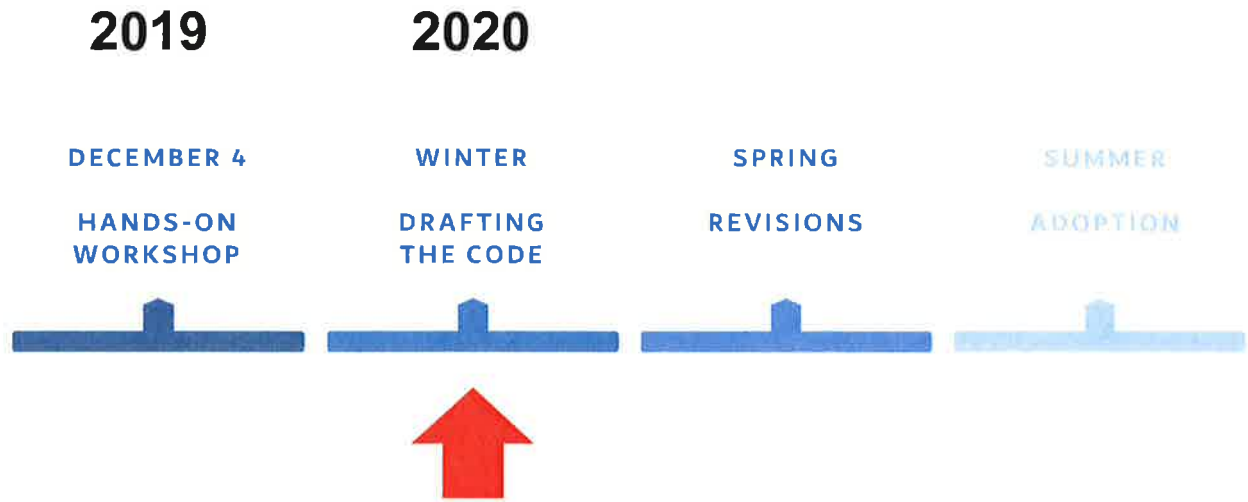 2019
2020
DECEMBER 4
HANDS-ON
WORKSHOP
WINTER
DRAFTING
THE CODE
SPRING
REVISIONS
SUMMER
ADOPTION